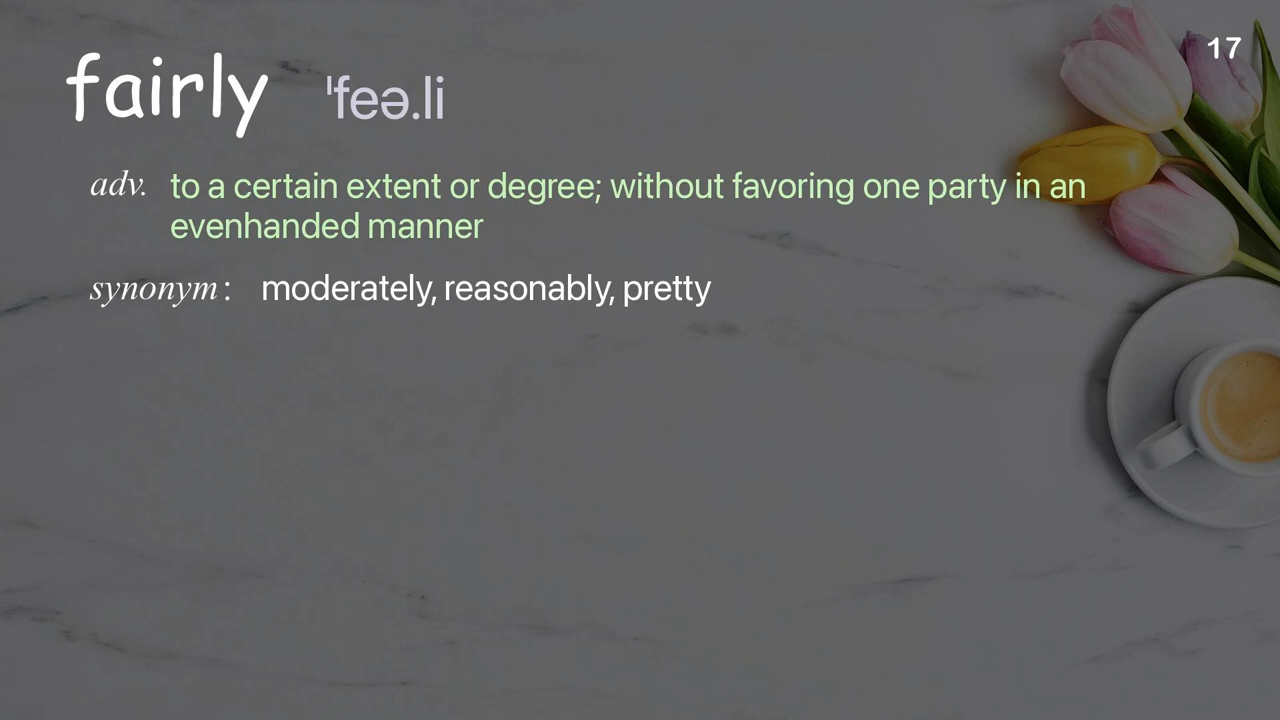 17
fairly ˈfeə.li
adv. to a certain extent or degree; without favoring one party in an
evenhanded manner
synonym : moderately, reasonably, pretty